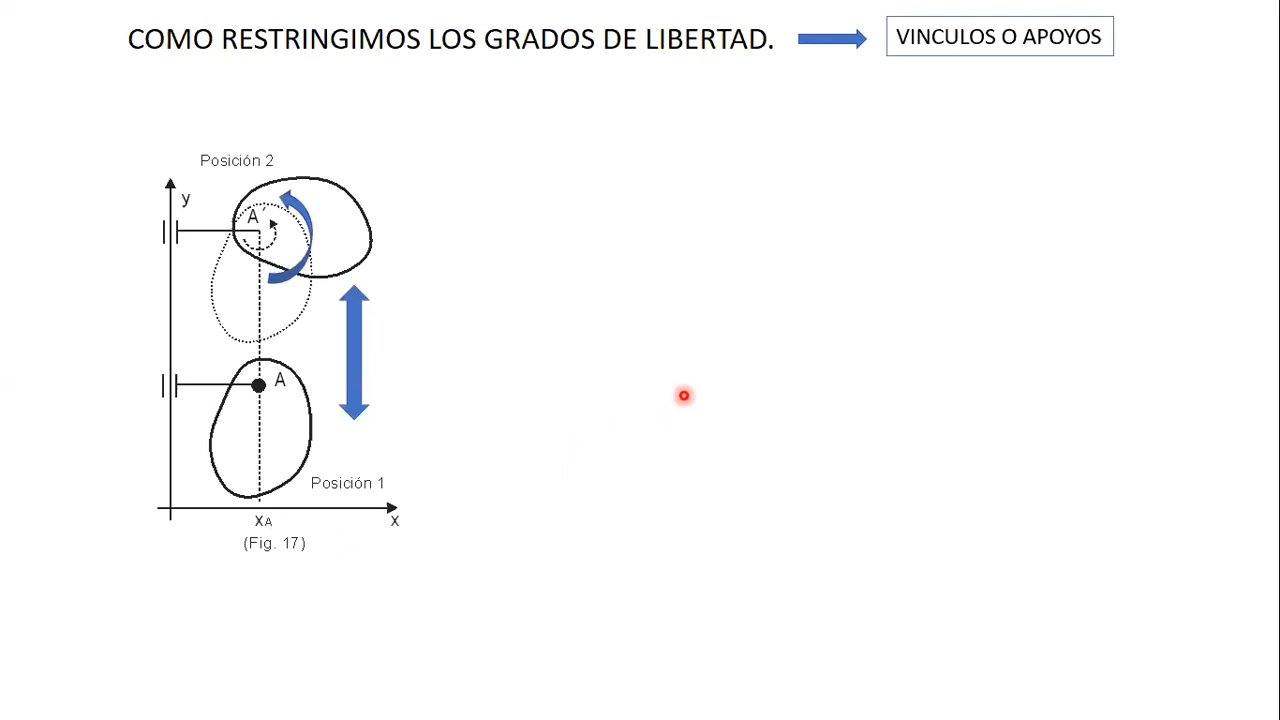 COMO RESTRINGIMOS LOS GRADOS DE LIBERTAD.
VINCULOS O APOYOS
Posición 2
y
A
A
Posición 1
XA
X
(Fig. 17)